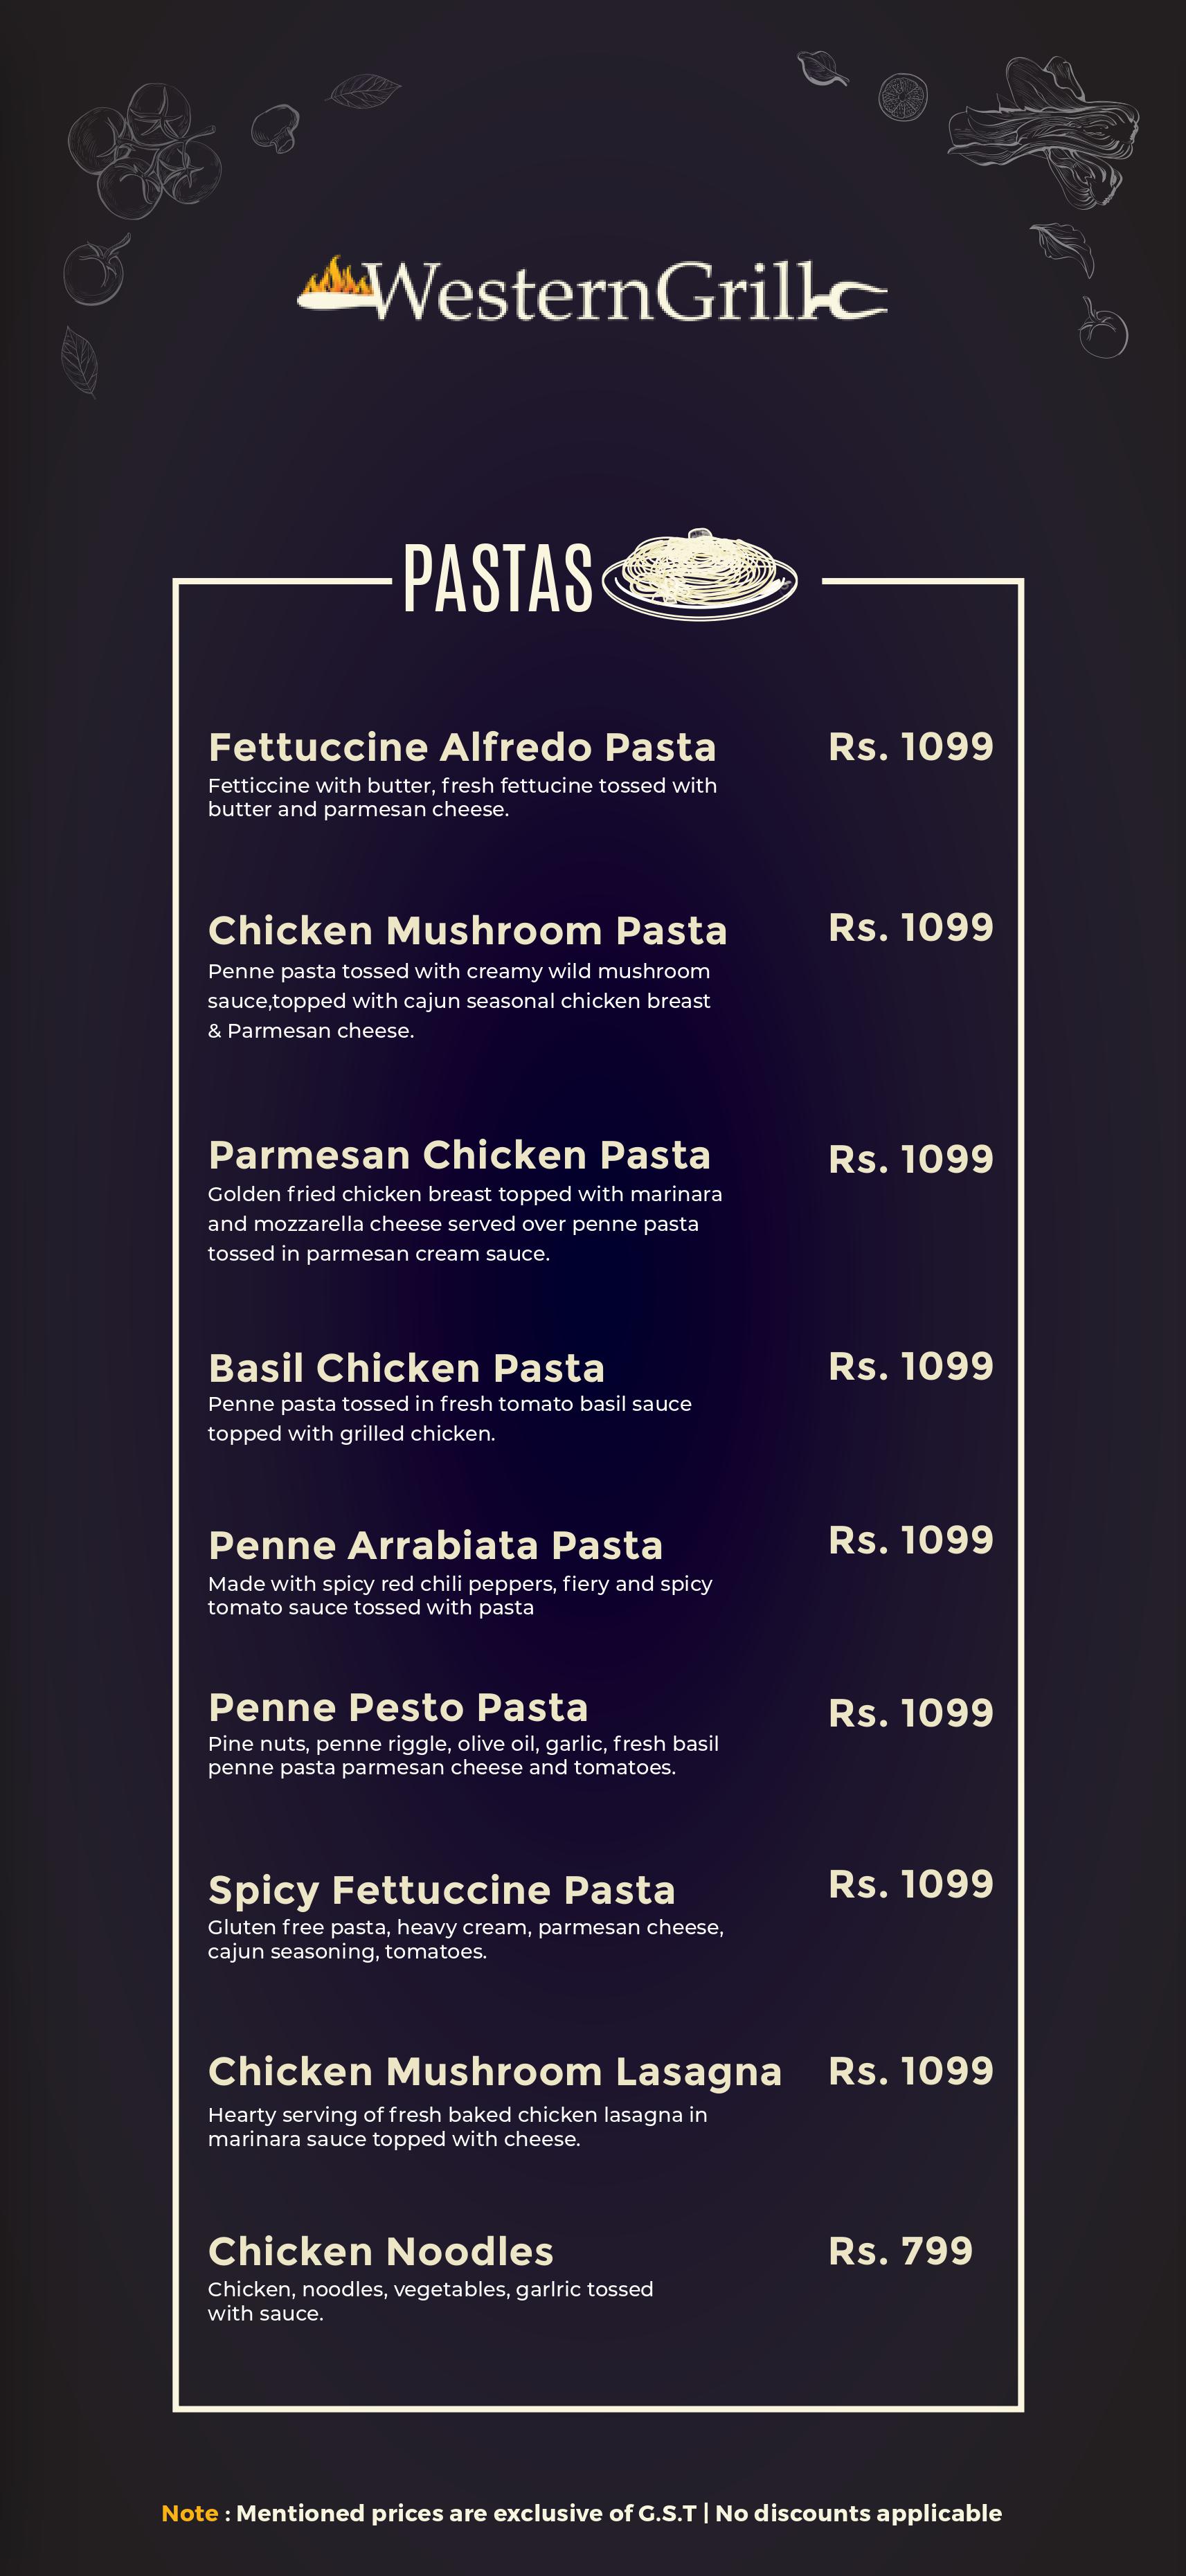 WesternGrill
PASTAS
Fettuccine Alfredo Pasta Rs. 1099
Fetticcine with butter, fresh fettucine tossed with
butter and parmesan cheese.
Chicken Mushroom Pasta Rs. 1099
Penne pasta tossed with creamy wild mushroom
sauce,topped with cajun seasonal chicken breast
& Parmesan cheese.
Parmesan Chicken Pasta Rs. 1099
Golden fried chicken breast topped with marinara
and mozzarella cheese served over penne pasta
tossed in parmesan cream sauce.
Basil Chicken Pasta Rs. 1099
Penne pasta tossed in fresh tomato basil sauce
topped with grilled chicken.
Penne Arrabiata Pasta Rs. 1099
Made with spicy red chili peppers, fiery and spicy
tomato sauce tossed with pasta
Penne Pesto Pasta Rs. 1099
Pine nuts, penne riggle, olive oil, garlic, fresh basil
penne pasta parmesan cheese and tomatoes.
Spicy Fettuccine Pasta Rs. 1099
Gluten free pasta, heavy cream, parmesan cheese,
cajun seasoning, tomatoes.
Chicken Mushroom Lasagna Rs. 1099
Hearty serving of fresh baked chicken lasagna in
marinara sauce topped with cheese.
Chicken Noodles Rs. 799
Chicken, noodles, vegetables, garlric tossed
with sauce.
Note : Mentioned prices are exclusive of G.S.T | No discounts applicable